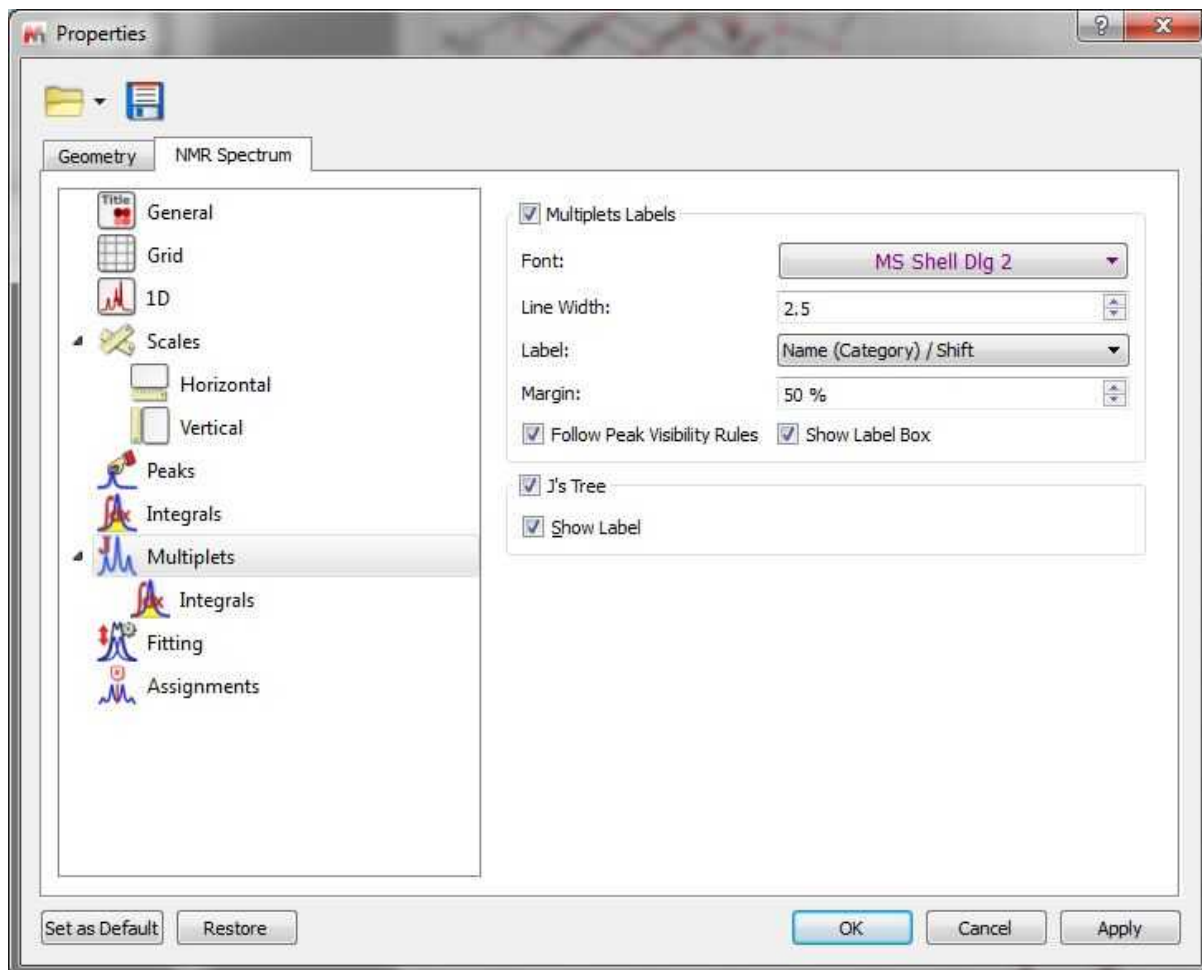 Properties
Geometry
NMR Spectrum
Title
General
Grid
1D
Scales
Horizontal
Vertical
Peaks
Integrals
Multiplets
Integrals
Fitting
Assignments
Multiplets Labels
Font: MS Shell Dlg 2
Line Width: 2.5
Label: Name (Category) / Shift
Margin: 50 %
Follow Peak Visibility Rules Show Label Box
J's Tree
Show Label
Set as Default Restore OK Cancel Apply